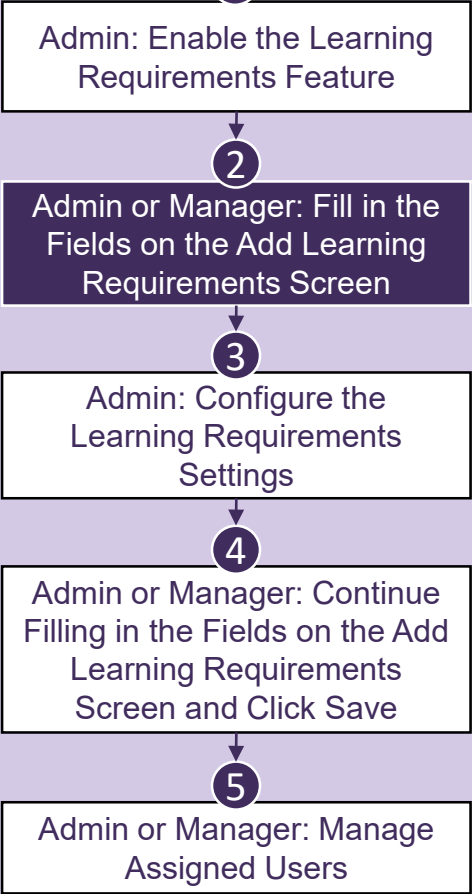 Admin: Enable the Learning
Requirements Feature
2
Admin or Manager: Fill in the
Fields on the Add Learning
Requirements Screen
3
Admin: Configure the
Learning Requirements
Settings
4
Admin or Manager: Continue
Filling in the Fields on the Add
Learning Requirements
Screen and Click Save
5
Admin or Manager: Manage
Assigned Users